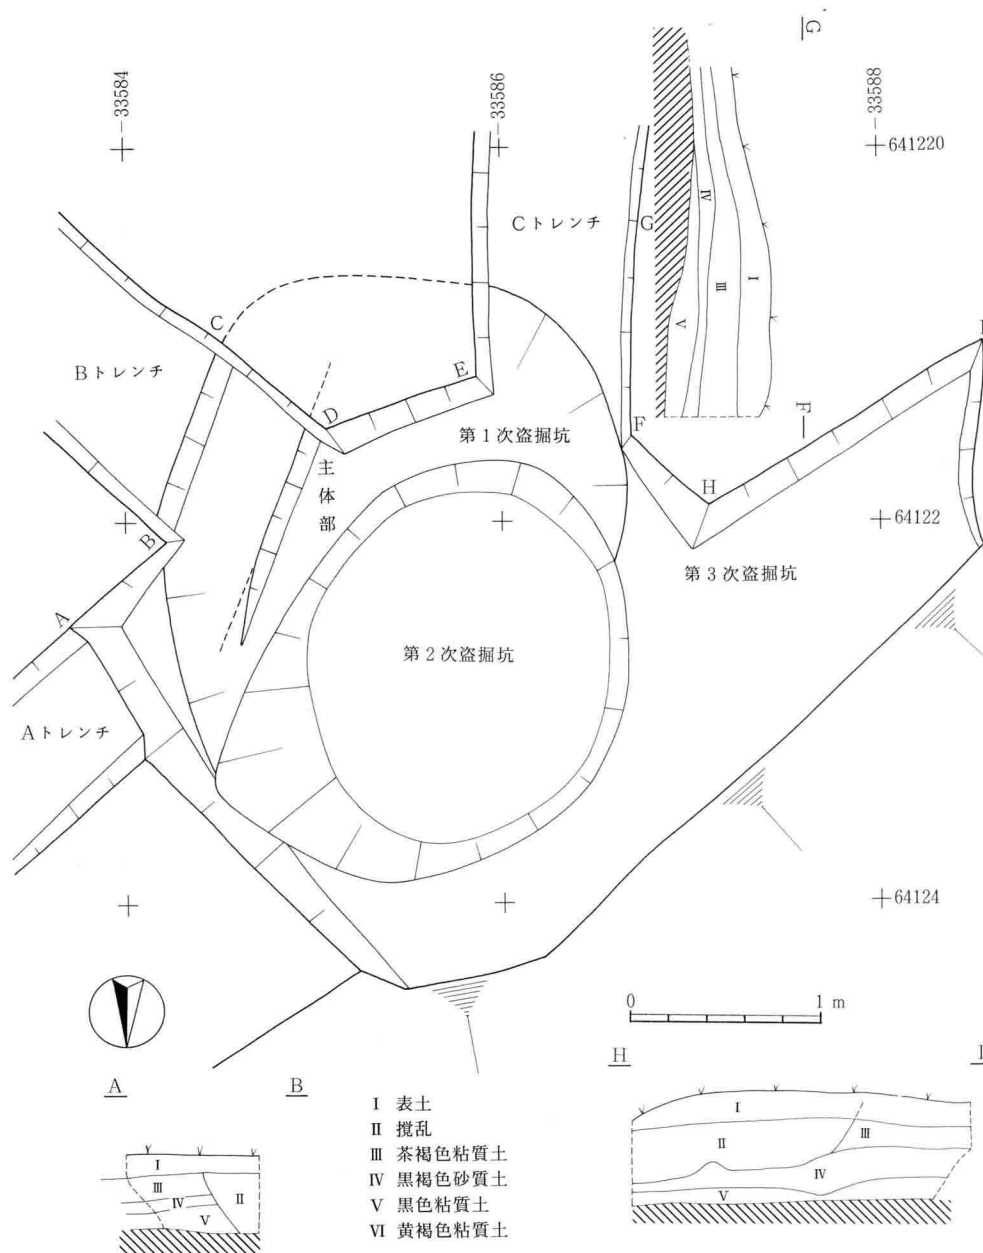 G
-33584
-33586
-33588
641220
Cトレンチ
G
Ⅳ
Ⅲ
Ⅰ
Ⅴ
C
Bトレンチ
D
E
F
F
第1次盗掘坑
主体部
H
B
64122
第3次盗掘坑
A
第2次盗掘坑
Aトレンチ
64124
0 1 m
A B
H
Ⅰ 表土
Ⅱ 撹乱
Ⅲ 茶褐色粘質土
Ⅳ 黒褐色砂質土
Ⅴ 黒色粘質土
Ⅵ 黄褐色粘質土
Ⅰ
Ⅲ
Ⅳ
Ⅱ
Ⅴ
Ⅰ
Ⅱ
Ⅲ
Ⅳ
Ⅴ